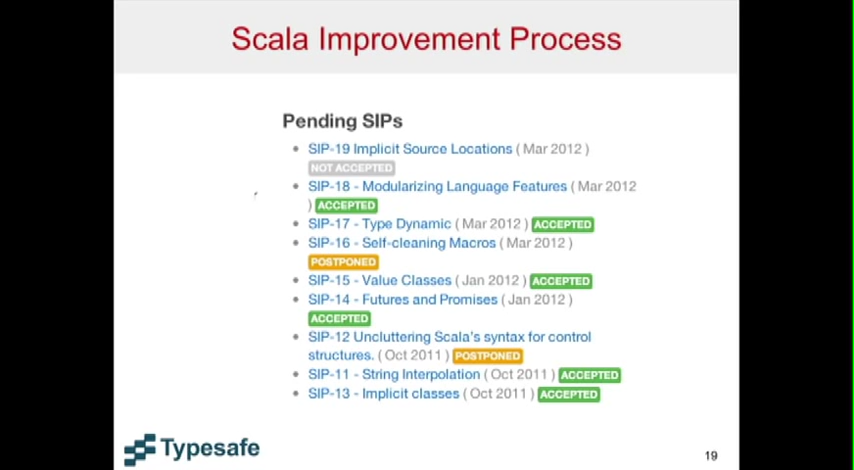 Scala Improvement Process
Pending SIPs
SIP-19 Implicit Source Locations ( Mar 2012 )
NOT ACCEPTED
SIP-18 - Modularizing Language Features ( Mar 2012
) ACCEPTED
SIP-17 - Type Dynamic ( Mar 2012 ) ACCEPTED
SIP-16 - Self-cleaning Macros ( Mar 2012 )
POSTPONED
SIP-15 - Value Classes ( Jan 2012 ) ACCEPTED
SIP-14 - Futures and Promises ( Jan 2012 )
ACCEPTED
SIP-12 Uncluttering Scala's syntax for control
structures. ( Oct 2011 ) POSTPONED
SIP-11 - String Interpolation ( Oct 2011 ) ACCEPTED
SIP-13 - Implicit classes ( Oct 2011 ) ACCEPTED
Typesafe
19